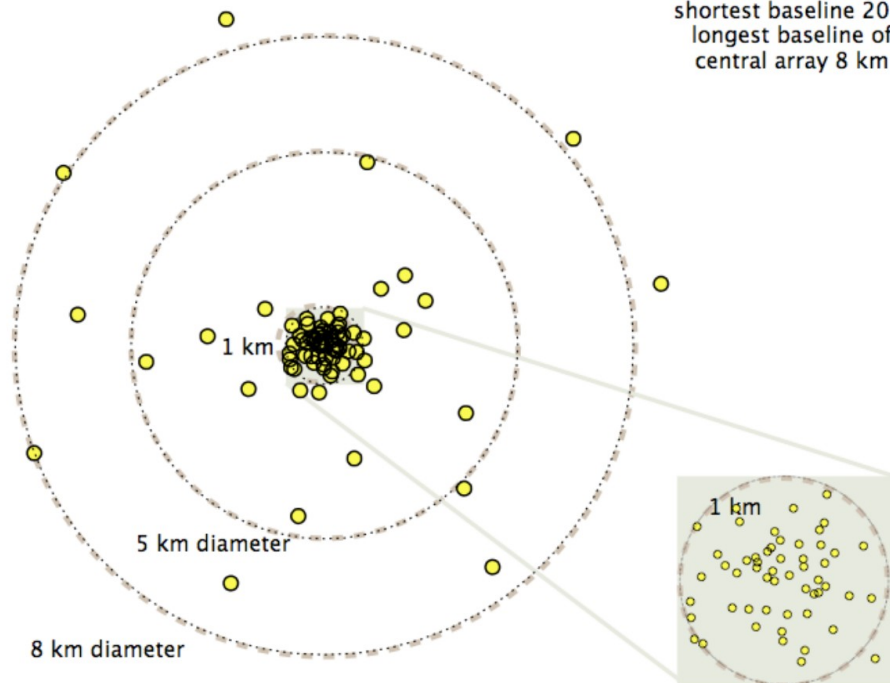 shortest baseline 20
longest baseline of
central array 8 km
1 km
1 km
5 km diameter
8 km diameter